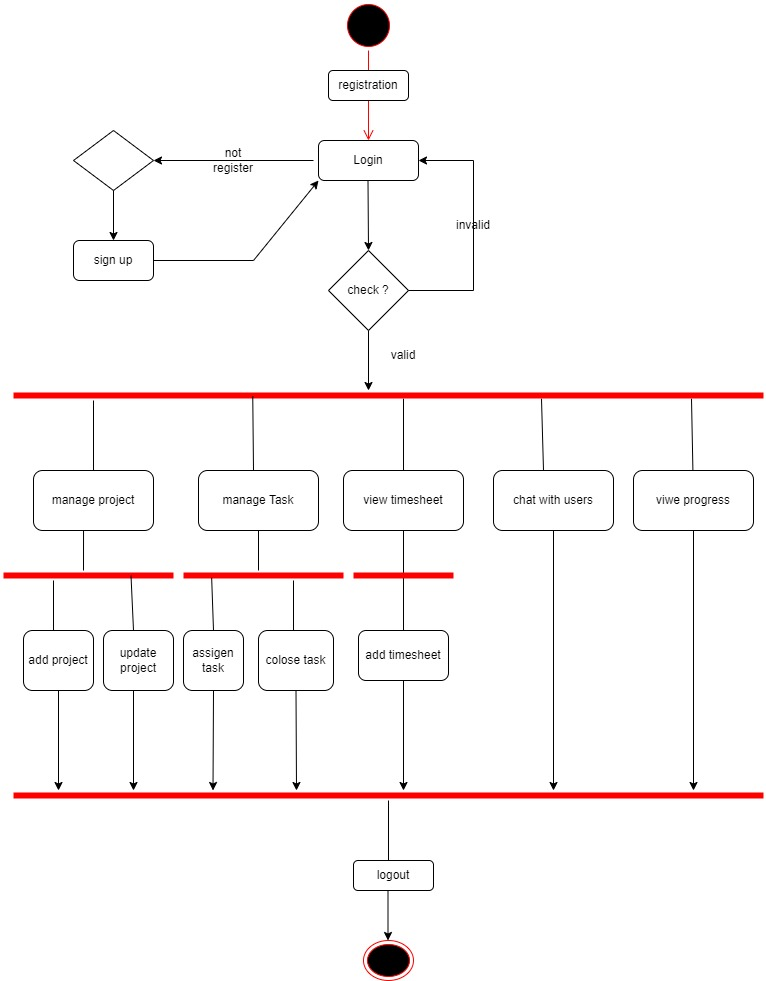 registration
Login
not
register
invalid
sign up
check ?
valid
manage project
manage Task
view timesheet
chat with users
viwe progress
add project
update
project
assigen
task
colose task
add timesheet
logout